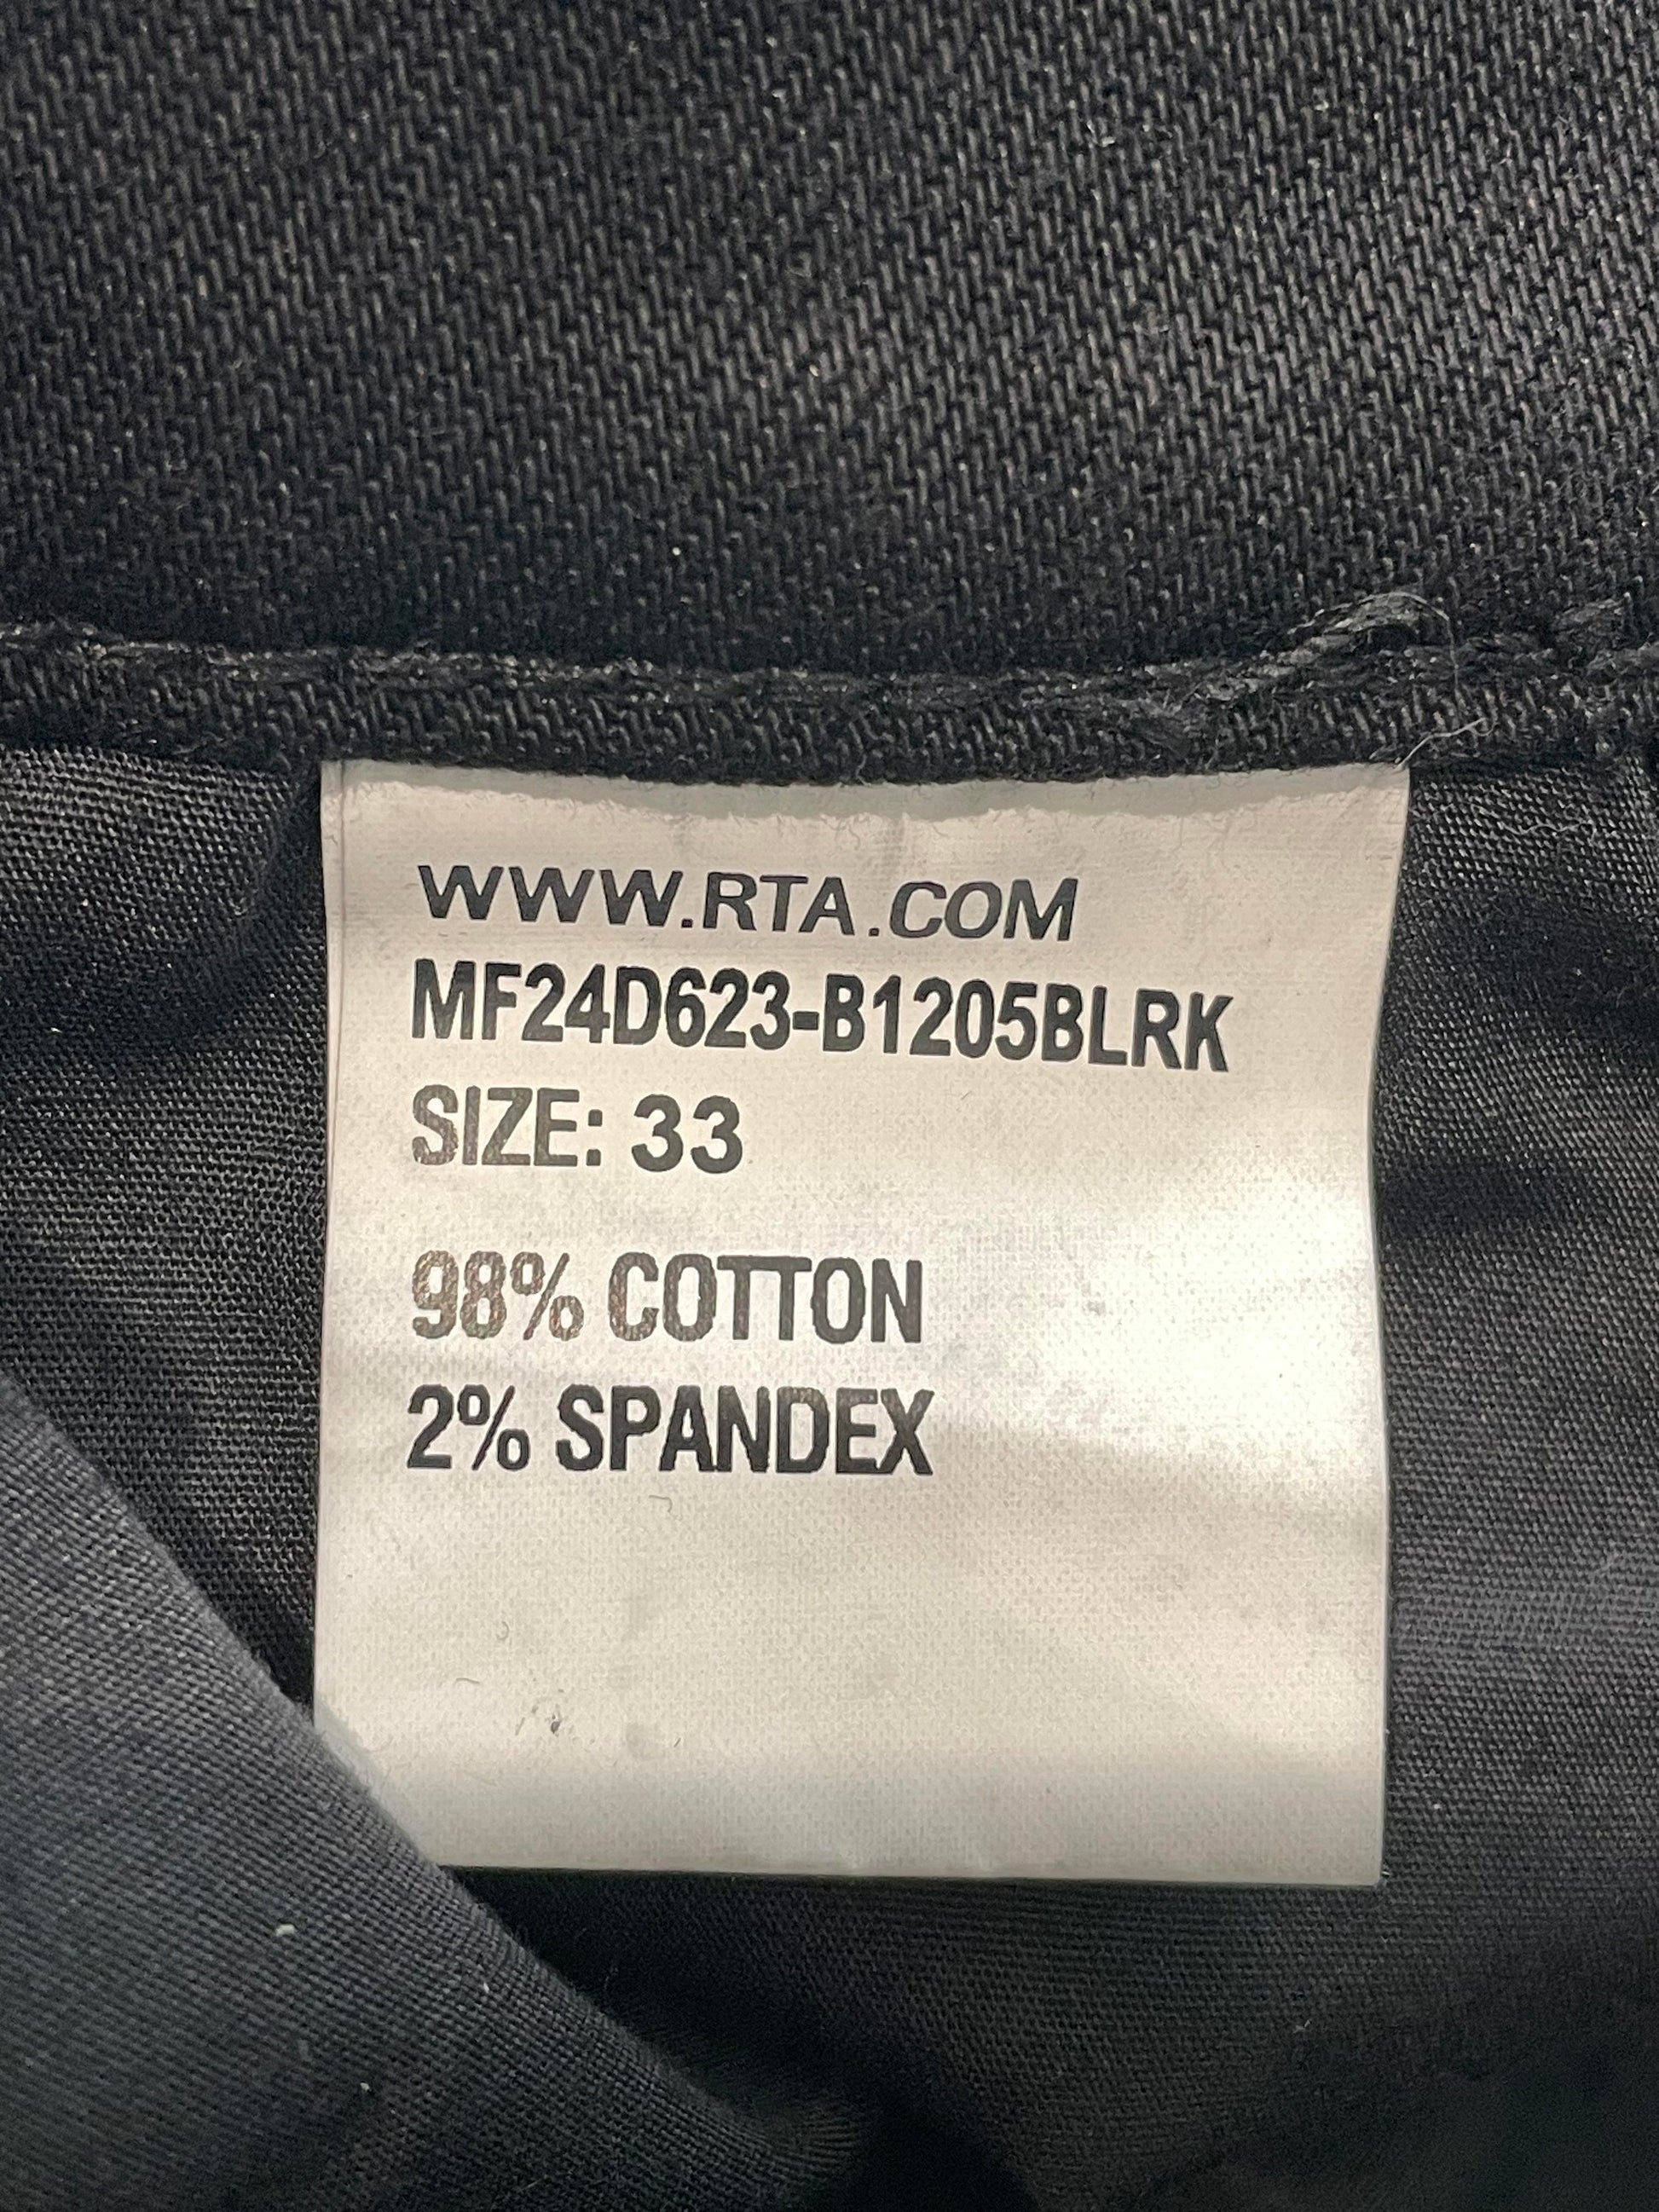 WWW.RTA.COM
MF24D623-B1205BLRK
SIZE: 33
98% COTTON
2% SPANDEX